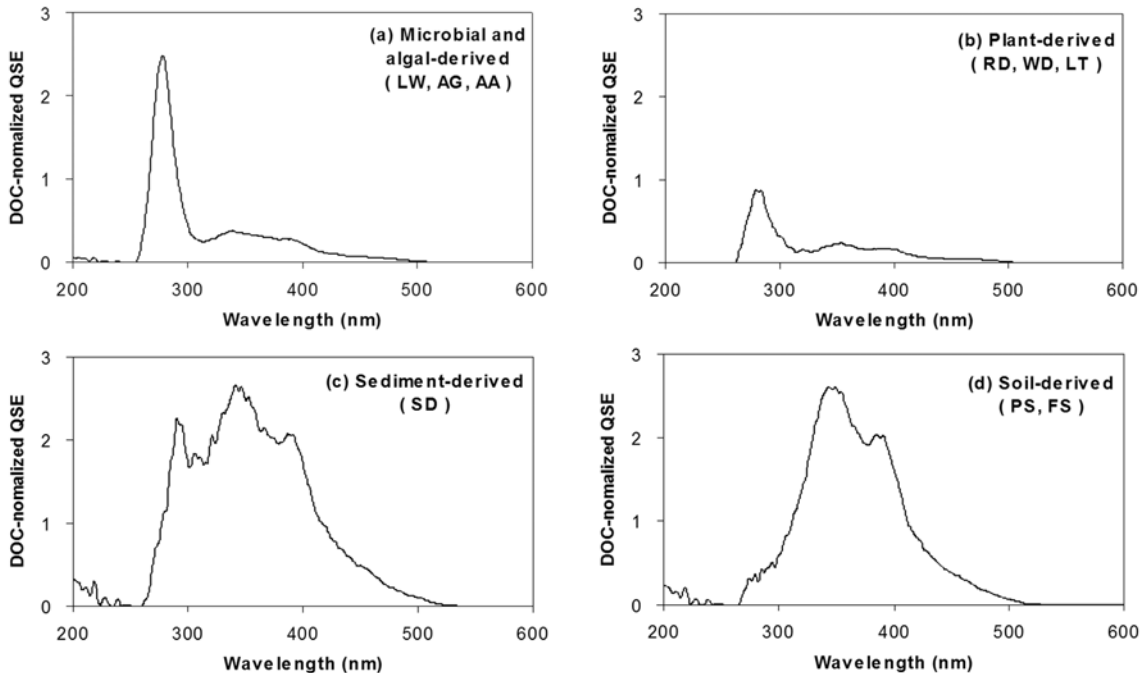 3
2
1
0
DOC-nomalized QSE
(a) Microbial and
algal-derived
( LW, AG, AA )
200 300 400 500 600
Wavelength (nm)
3
2
1
0
DOC-nomalized QSE
(b) Plant-derived
( RD, WD, LT )
200 300 400 500 600
Wavelength (nm)
3
2
1
0
DOC-nomalized QSE
(c) Sediment-derived
( SD )
200 300 400 500 600
Wavelength (nm)
3
2
1
0
DOC-nomalized QSE
(d) Soil-derived
( PS, FS )
200 300 400 500 600
Wavelength (nm)